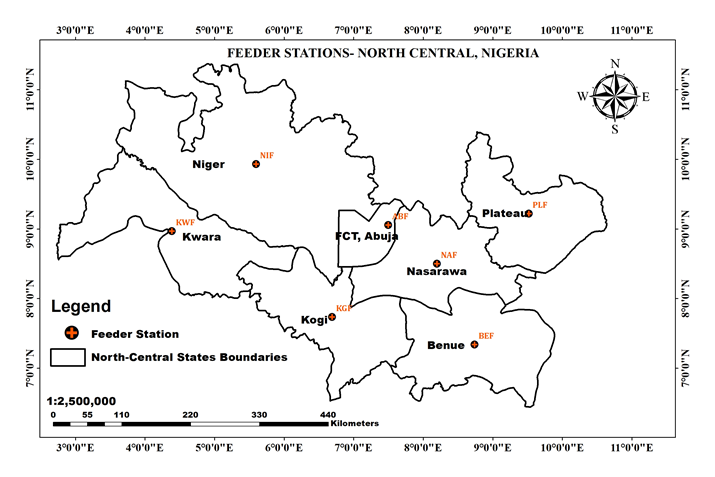 3°0'0"E 4°0'0"E 5°0'0"E 6°0'0"E 7°0'0"E 8°0'0"E 9°0'0"E 10°0'0"E 11°0'0"E
FEEDER STATIONS- NORTH CENTRAL, NIGERIA
N
W E
S
11°0'0"N 11°0'0"N
10°0'0"N 10°0'0"N
9°0'0"N 9°0'0"N
8°0'0"N 8°0'0"N
7°0'0"N 7°0'0"N
NIF
Niger
PLF
Plateau
KWF
Kwara
ABF
FCT, Abuja
NAF
Nasarawa
KGF
Kogi
BEF
Benue
Legend
Feeder Station
North-Central States Boundaries
1:2,500,000
0 55 110 220 330 440
Kilometers
3°0'0"E 4°0'0"E 5°0'0"E 6°0'0"E 7°0'0"E 8°0'0"E 9°0'0"E 10°0'0"E 11°0'0"E